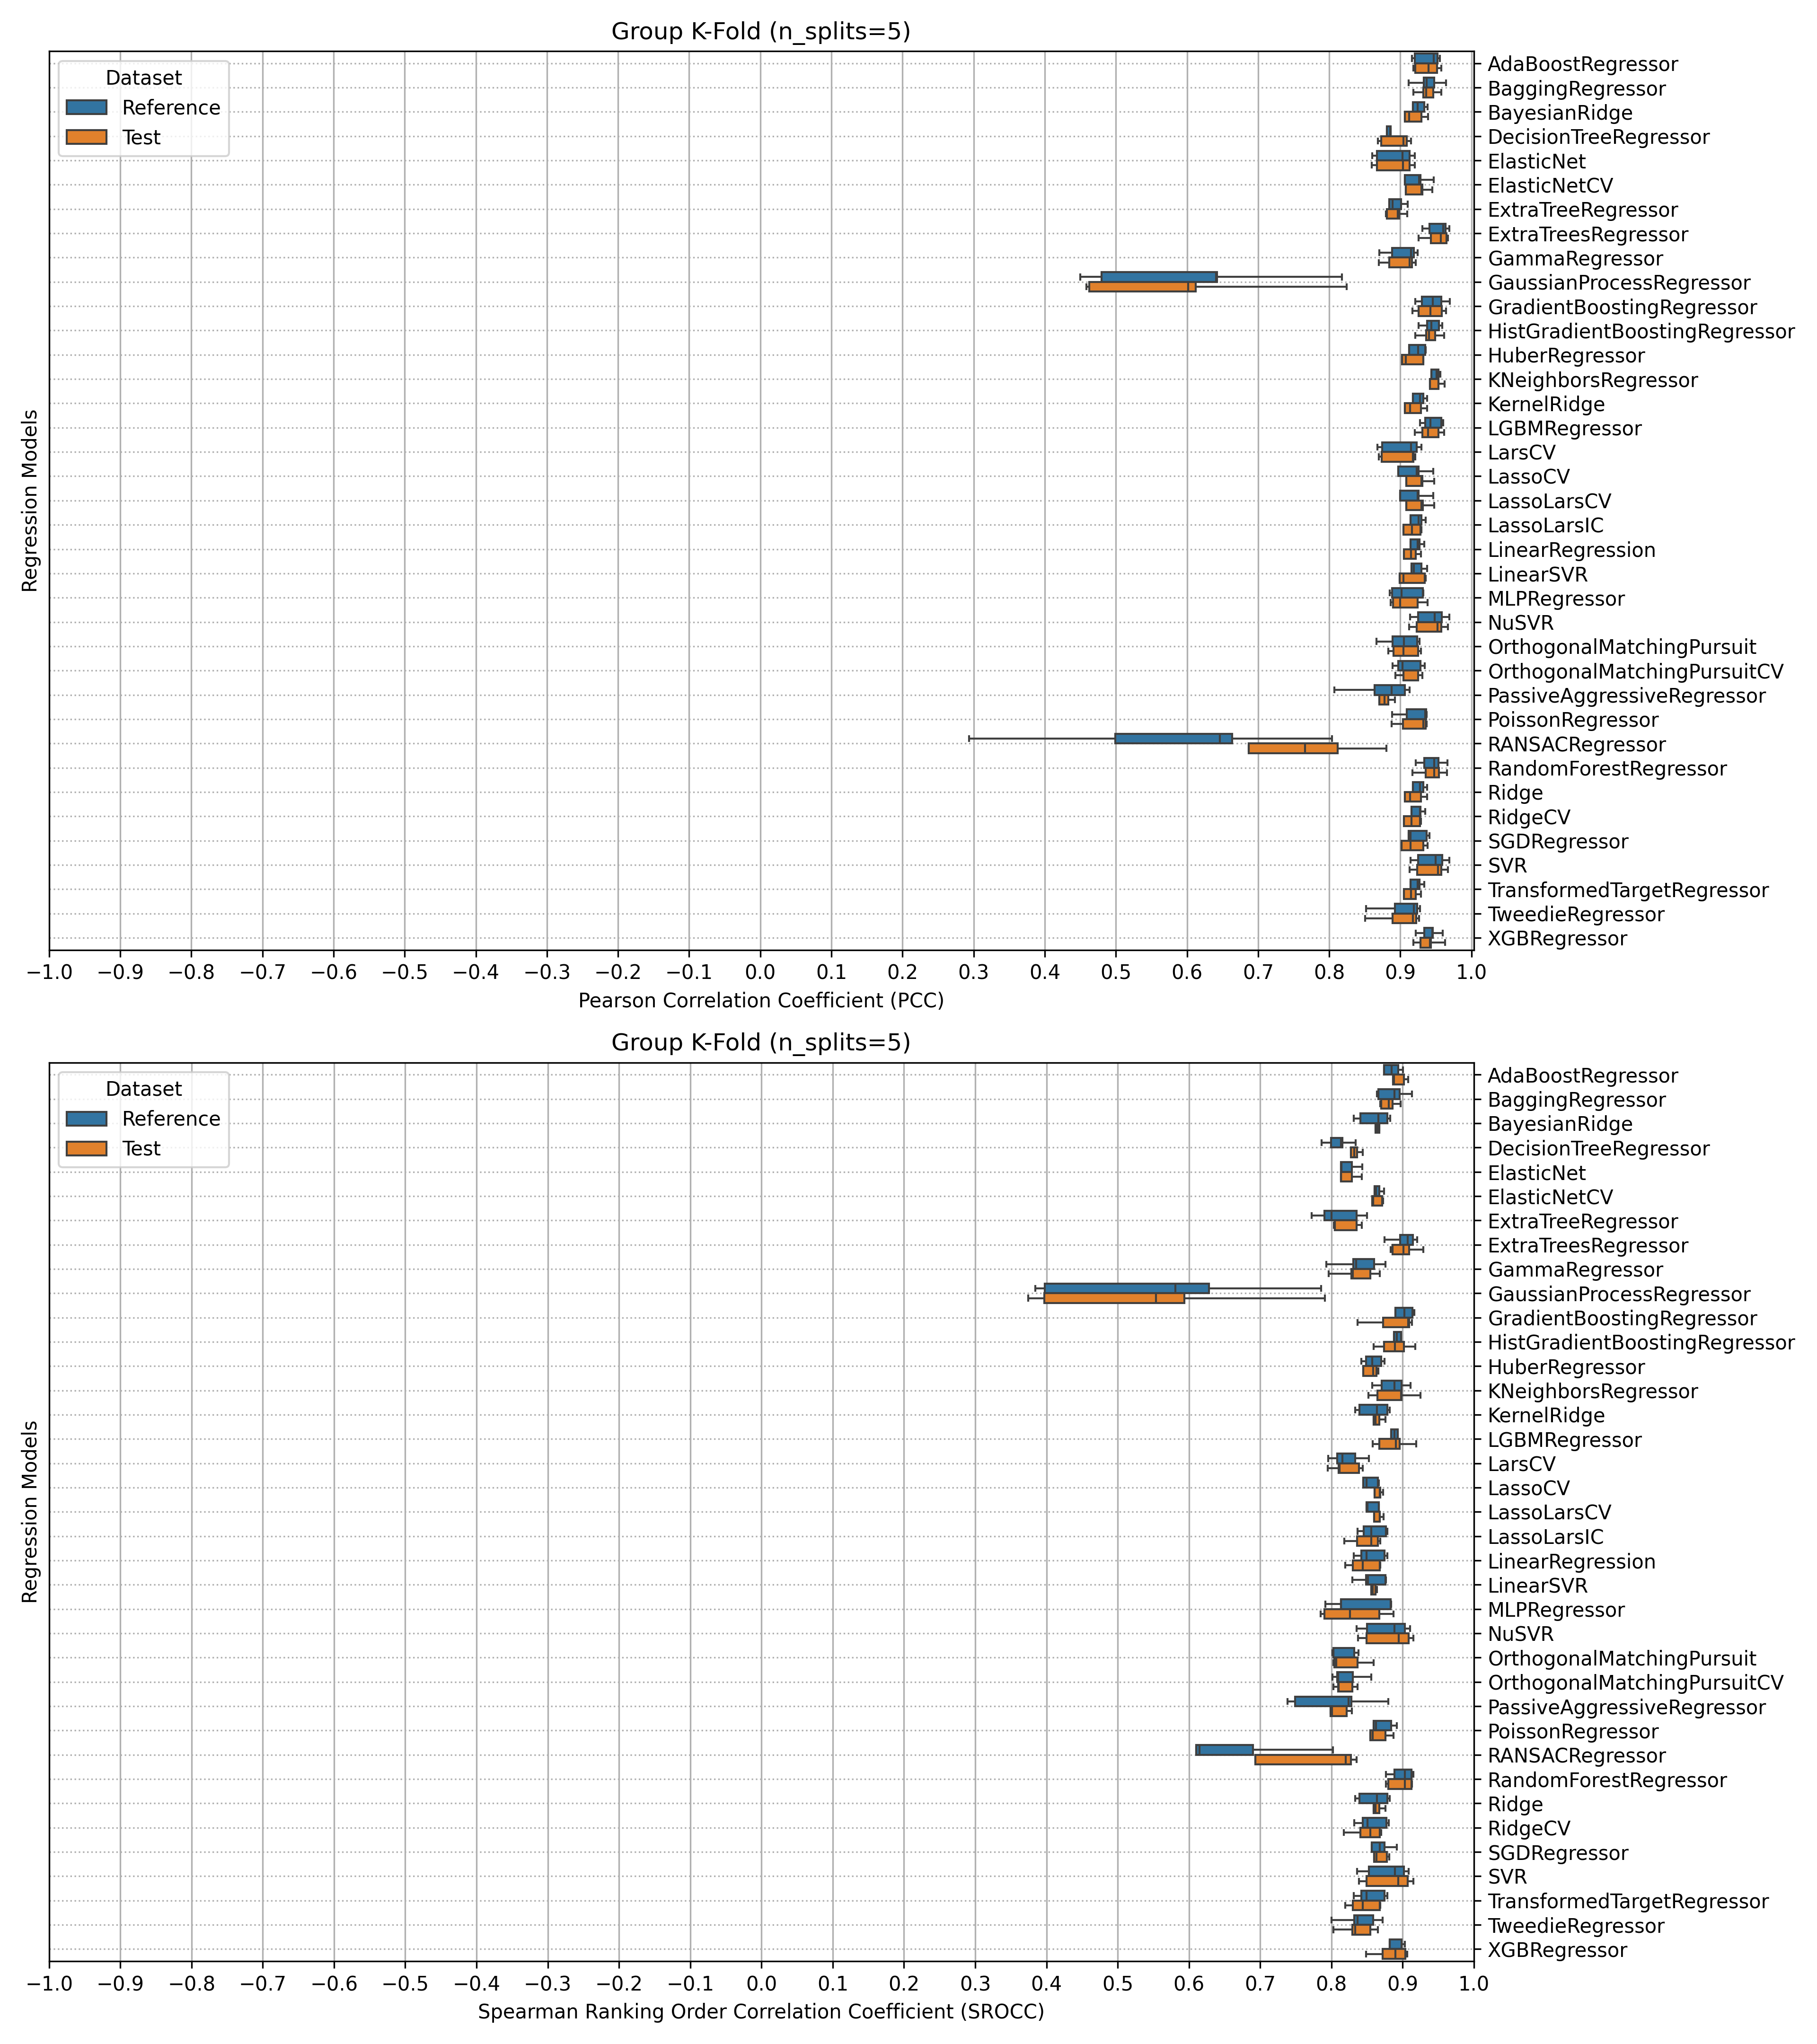 Group K-Fold (n_splits=5)
Dataset
Reference
Test
Regression Models
AdaBoostRegressor
BaggingRegressor
BayesianRidge
DecisionTreeRegressor
ElasticNet
ElasticNetCV
ExtraTreeRegressor
ExtraTreesRegressor
GammaRegressor
GaussianProcessRegressor
GradientBoostingRegressor
HistGradientBoostingRegressor
HuberRegressor
KNeighborsRegressor
KernelRidge
LGBMRegressor
LarsCV
LassoCV
LassoLarsCV
LassoLarsIC
LinearRegression
LinearSVR
MLPRegressor
NuSVR
OrthogonalMatchingPursuit
OrthogonalMatchingPursuitCV
PassiveAggressiveRegressor
PoissonRegressor
RANSACRegressor
RandomForestRegressor
Ridge
RidgeCV
SGDRegressor
SVR
TransformedTargetRegressor
TweedieRegressor
XGBRegressor
−1.0 −0.9 −0.8 −0.7 −0.6 −0.5 −0.4 −0.3 −0.2 −0.1 0.0 0.1 0.2 0.3 0.4 0.5 0.6 0.7 0.8 0.9 1.0
Pearson Correlation Coefficient (PCC)
Group K-Fold (n_splits=5)
Dataset
Reference
Test
Regression Models
AdaBoostRegressor
BaggingRegressor
BayesianRidge
DecisionTreeRegressor
ElasticNet
ElasticNetCV
ExtraTreeRegressor
ExtraTreesRegressor
GammaRegressor
GaussianProcessRegressor
GradientBoostingRegressor
HistGradientBoostingRegressor
HuberRegressor
KNeighborsRegressor
KernelRidge
LGBMRegressor
LarsCV
LassoCV
LassoLarsCV
LassoLarsIC
LinearRegression
LinearSVR
MLPRegressor
NuSVR
OrthogonalMatchingPursuit
OrthogonalMatchingPursuitCV
PassiveAggressiveRegressor
PoissonRegressor
RANSACRegressor
RandomForestRegressor
Ridge
RidgeCV
SGDRegressor
SVR
TransformedTargetRegressor
TweedieRegressor
XGBRegressor
−1.0 −0.9 −0.8 −0.7 −0.6 −0.5 −0.4 −0.3 −0.2 −0.1 0.0 0.1 0.2 0.3 0.4 0.5 0.6 0.7 0.8 0.9 1.0
Spearman Ranking Order Correlation Coefficient (SROCC)